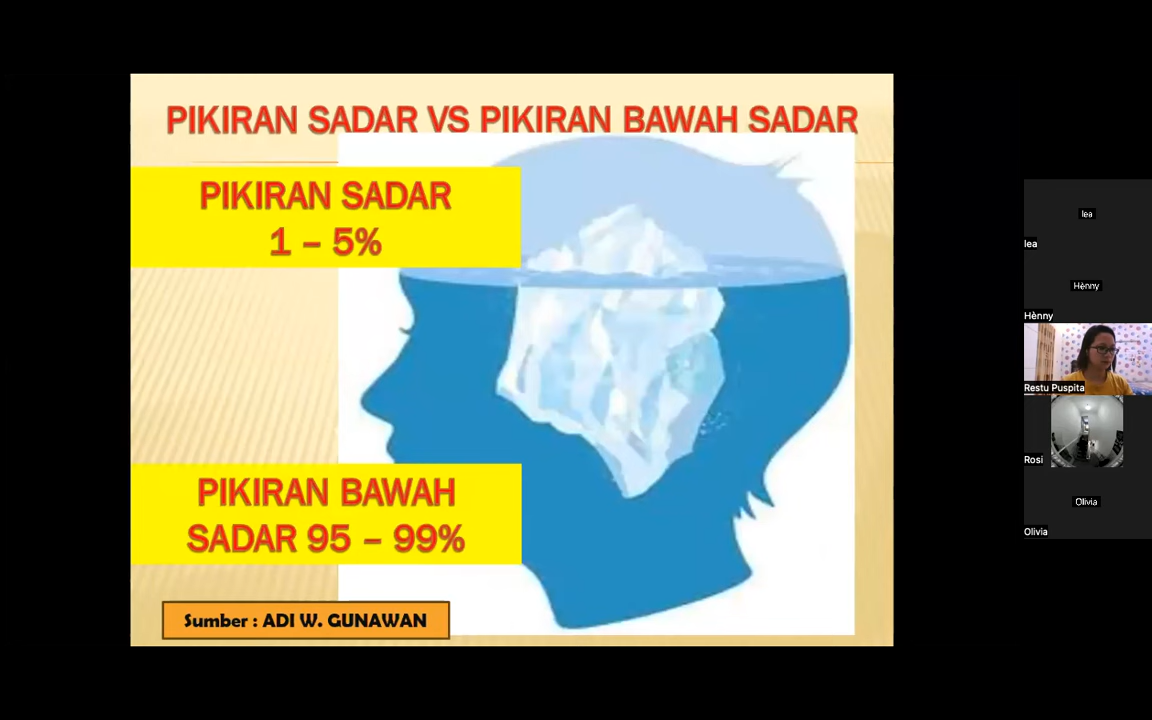 PIKIRAN SADAR VS PIKIRAN BAWAH SADAR
PIKIRAN SADAR
1 – 5%
PIKIRAN BAWAH
SADAR 95 – 99%
Sumber : ADI W. GUNAWAN
lea
lea
Hènny
Hènny
Restu Puspita
Rosi
Olivia
Olivia